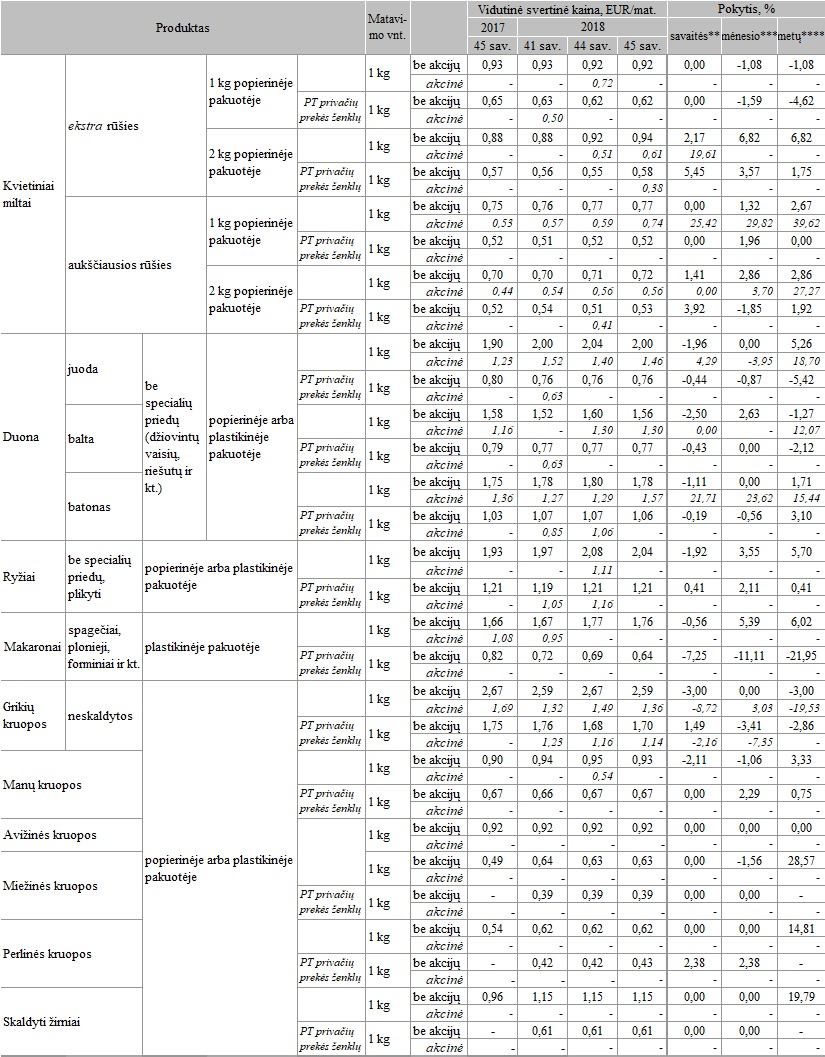 Produktas Matavi-mo vnt. Vidutinė svertinė kaina, EUR/mat. Pokytis, %
2017 2018 savaitės** mėnesio*** metų****
45 sav. 41 sav. 44 sav. 45 sav.
Kvietiniai miltai ekstra rūšies 1 kg popierinėje pakuotėje 1 kg be akcijų 0,93 0,93 0,92 0,92 0,00 -1,08 -1,08
akcinė - - 0,72 - - - -
PT privačių prekės ženklų 1 kg be akcijų 0,65 0,63 0,62 0,62 0,00 -1,59 -4,62
akcinė - 0,50 - - - - -
2 kg popierinėje pakuotėje 1 kg be akcijų 0,88 0,88 0,92 0,94 2,17 6,82 6,82
akcinė - - 0,51 0,61 19,61 - -
PT privačių prekės ženklų 1 kg be akcijų 0,57 0,56 0,55 0,58 5,45 3,57 1,75
akcinė - - - 0,38 - - -
aukščiausios rūšies 1 kg popierinėje pakuotėje 1 kg be akcijų 0,75 0,76 0,77 0,77 0,00 1,32 2,67
akcinė 0,53 0,57 0,59 0,74 25,42 29,82 39,62
PT privačių prekės ženklų 1 kg be akcijų 0,52 0,51 0,52 0,52 0,00 1,96 0,00
akcinė - - - - - - -
2 kg popierinėje pakuotėje 1 kg be akcijų 0,70 0,70 0,71 0,72 1,41 2,86 2,86
akcinė 0,44 0,54 0,56 0,56 0,00 3,70 27,27
PT privačių prekės ženklų 1 kg be akcijų 0,52 0,54 0,51 0,53 3,92 -1,85 1,92
akcinė - - 0,41 - - - -
Duona juoda be specialių priedų (džiovintų vaisių, riešutų ir kt.) popierinėje arba plastikinėje pakuotėje 1 kg be akcijų 1,90 2,00 2,04 2,00 -1,96 0,00 5,26
akcinė 1,23 1,52 1,40 1,46 4,29 -3,95 18,70
PT privačių prekės ženklų 1 kg be akcijų 0,80 0,76 0,76 0,76 -0,44 -0,87 -5,42
akcinė - 0,63 - - - - -
balta 1 kg be akcijų 1,58 1,52 1,60 1,56 -2,50 2,63 -1,27
akcinė 1,16 - 1,30 1,30 0,00 - 12,07
PT privačių prekės ženklų 1 kg be akcijų 0,79 0,77 0,77 0,77 -0,43 0,00 -2,12
akcinė - 0,63 - - - - -
batonas 1 kg be akcijų 1,75 1,78 1,80 1,78 -1,11 0,00 1,71
akcinė 1,36 1,27 1,29 1,57 21,71 23,62 15,44
PT privačių prekės ženklų 1 kg be akcijų 1,03 1,07 1,07 1,06 -0,19 -0,56 3,10
akcinė - 0,85 1,06 - - - -
Ryžiai be specialių priedų, plikyti popierinėje arba plastikinėje pakuotėje 1 kg be akcijų 1,93 1,97 2,08 2,04 -1,92 3,55 5,70
akcinė - - 1,11 - - - -
PT privačių prekės ženklų 1 kg be akcijų 1,21 1,19 1,21 1,21 0,41 2,11 0,41
akcinė - 1,05 1,16 - - - -
Makaronai spagečiai, plonieji, forminiai ir kt. plastikinėje pakuotėje 1 kg be akcijų 1,66 1,67 1,77 1,76 -0,56 5,39 6,02
akcinė 1,08 0,95 - - - - -
PT privačių prekės ženklų 1 kg be akcijų 0,82 0,72 0,69 0,64 -7,25 -11,11 -21,95
akcinė - - - - - - -
Grikių kruopos neskaldytos popierinėje arba plastikinėje pakuotėje 1 kg be akcijų 2,67 2,59 2,67 2,59 -3,00 0,00 -3,00
akcinė 1,69 1,32 1,49 1,36 -8,72 3,03 -19,53
PT privačių prekės ženklų 1 kg be akcijų 1,75 1,76 1,68 1,70 1,49 -3,41 -2,86
akcinė - 1,23 1,16 1,14 -2,16 -7,35 -
Manų kruopos 1 kg be akcijų 0,90 0,94 0,95 0,93 -2,11 -1,06 3,33
akcinė - - 0,54 - - - -
PT privačių prekės ženklų 1 kg be akcijų 0,67 0,66 0,67 0,67 0,00 2,29 0,75
akcinė - - - - - - -
Avižinės kruopos 1 kg be akcijų 0,92 0,92 0,92 0,92 0,00 0,00 0,00
akcinė - - - - - - -
Miežinės kruopos 1 kg be akcijų 0,49 0,64 0,63 0,63 0,00 -1,56 28,57
akcinė - - - - - - -
PT privačių prekės ženklų 1 kg be akcijų - 0,39 0,39 0,39 0,00 0,00 -
akcinė - - - - - - -
Perlinės kruopos 1 kg be akcijų 0,54 0,62 0,62 0,62 0,00 0,00 14,81
akcinė - - - - - - -
PT privačių prekės ženklų 1 kg be akcijų - 0,42 0,42 0,43 2,38 2,38 -
akcinė - - - - - - -
Skaldyti žirniai 1 kg be akcijų 0,96 1,15 1,15 1,15 0,00 0,00 19,79
akcinė - - - - - - -
PT privačių prekės ženklų 1 kg be akcijų - 0,61 0,61 0,61 0,00 0,00 -
akcinė - - - - - - -